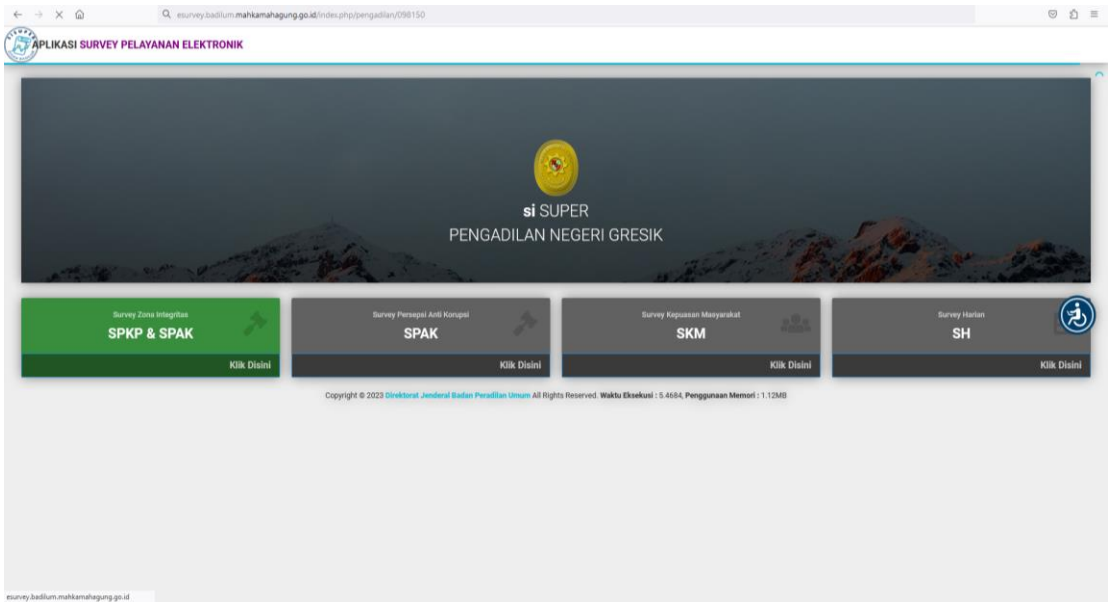 esurvey.badilum.mahkamahagung.go.id/index.php/pengadilan/098150
APLIKASI SURVEY PELAYANAN ELEKTRONIK
si SUPER
PENGADILAN NEGERI GRESIK
Survey Zona Integritas
SPKP & SPAK
Klik Disini
Survey Persepsi Anti Korupsi
SPAK
Klik Disini
Survey Kepuasan Masyarakat
SKM
Klik Disini
Survey Harian
SH
Klik Disini
Copyright © 2023 Direktorat Jenderal Badan Peradilan Umum All Rights Reserved. Waktu Eksekusi : 5.4684, Penggunaan Memori : 1.12MB
esurvey.badilum.mahkamahagung.go.id